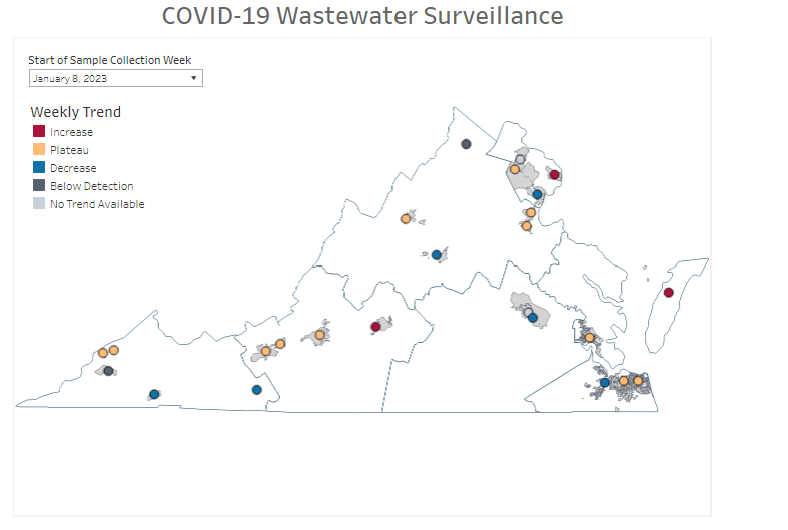 COVID-19 Wastewater Surveillance
Start of Sample Collection Week
January 8, 2023
Weekly Trend
Increase
Plateau
Decrease
Below Detection
No Trend Available